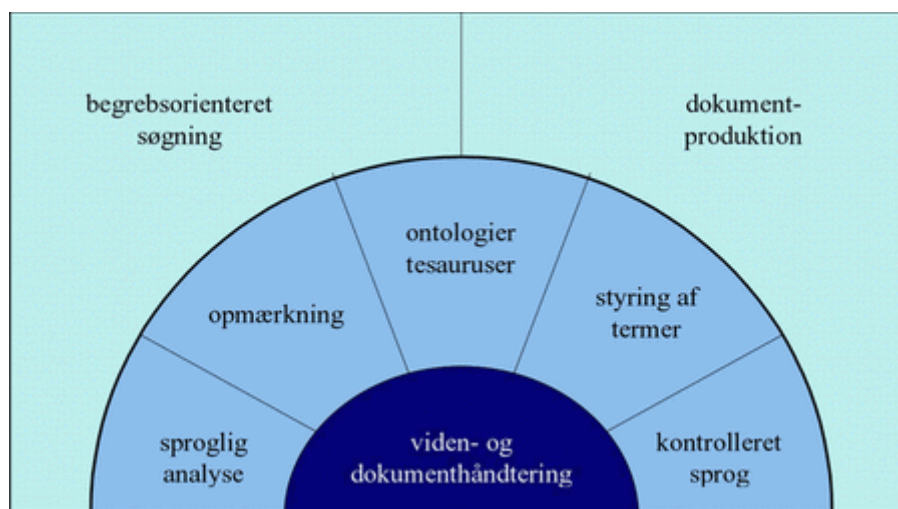 begrebsorienteret
søgning
dokument-
produktion
ontologier
tesauruser
opmærkning
styring af
termer
sproglig
analyse
viden- og
dokumenthåndtering
kontrolleret
sprog